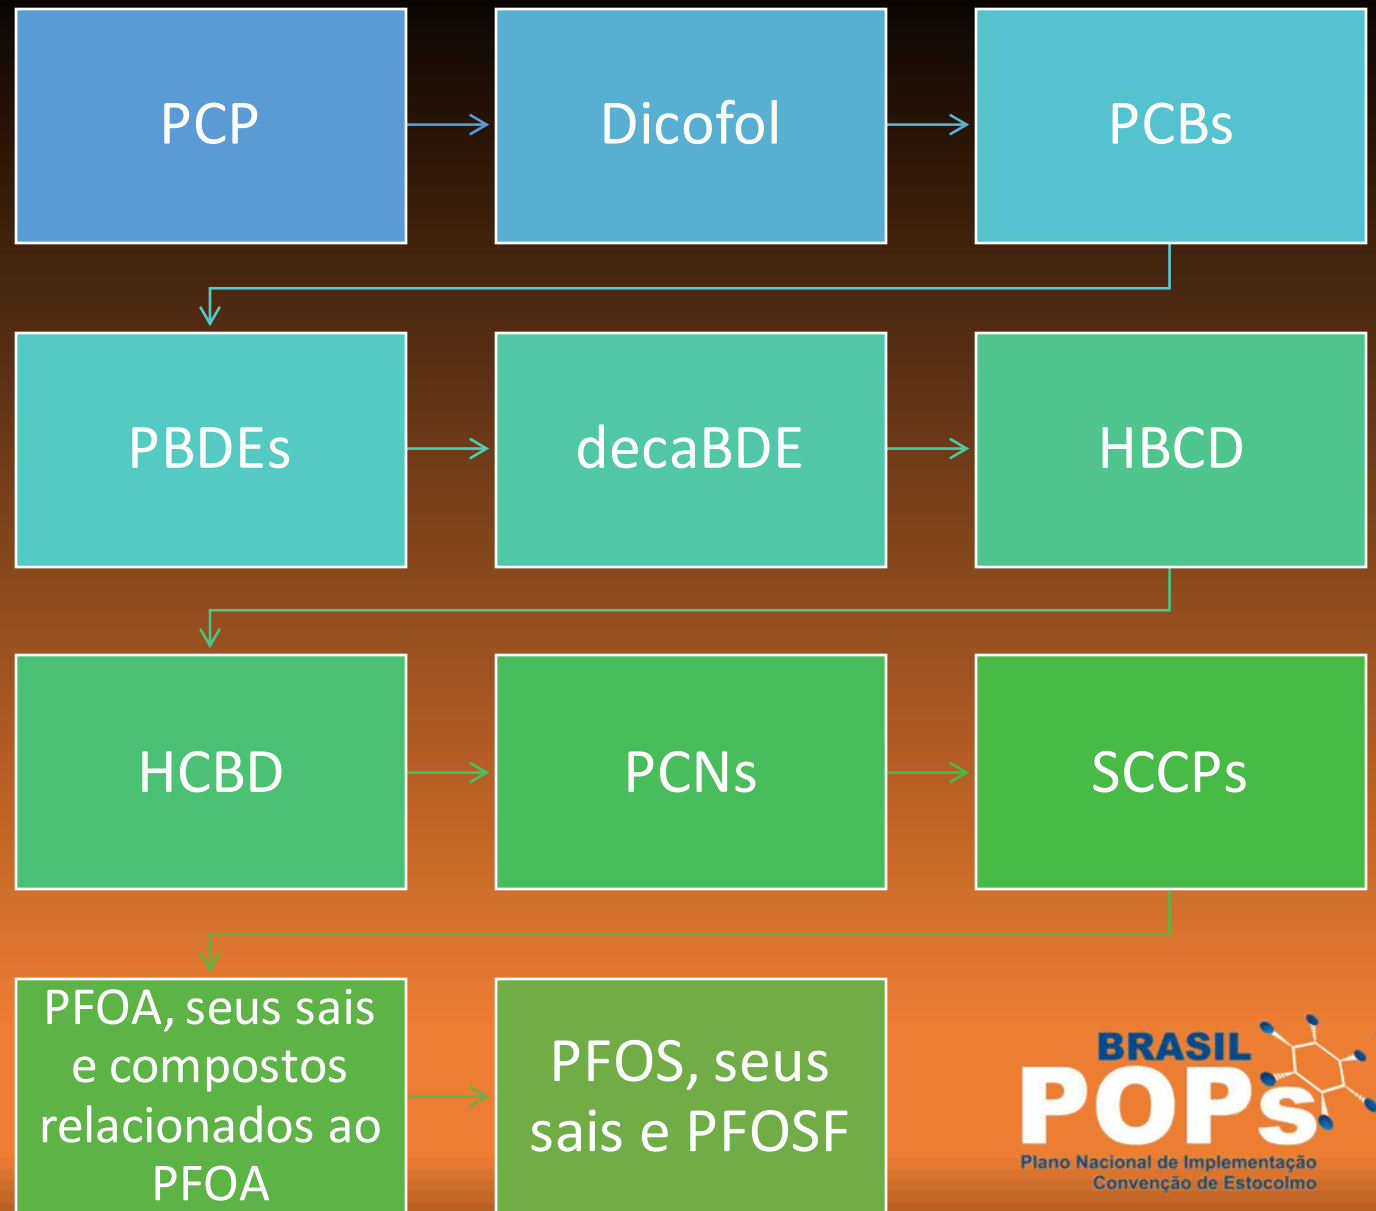 PCP
Dicofol
PCBs
PBDEs
decaBDE
HBCD
HCBD
PCNs
SCCPs
PFOA, seus sais
e compostos
relacionados ao
PFOA
PFOS, seus
sais e PFOSF
BRASIL
POPs
Plano Nacional de Implementação
Convenção de Estocolmo